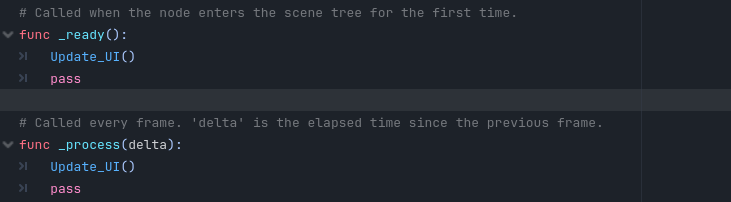 # Called when the node enters the scene tree for the first time.
func _ready():
Update_UI()
pass
# Called every frame. 'delta' is the elapsed time since the previous frame.
func _process(delta):
Update_UI()
pass